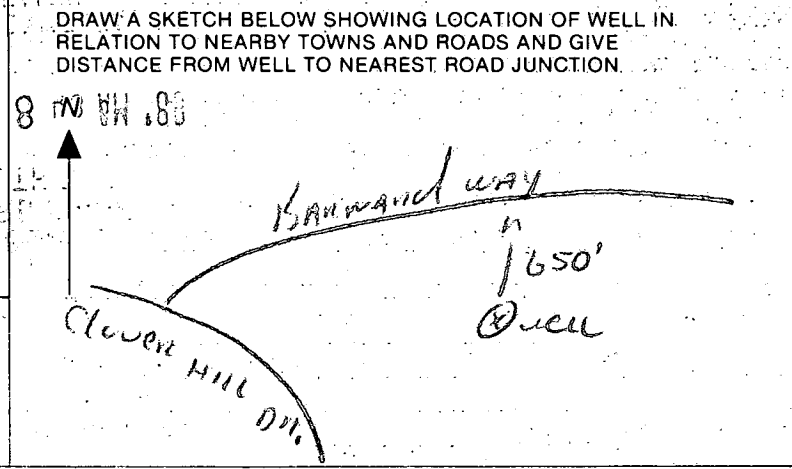 DRAW A SKETCH BELOW SHOWING LOCATION OF WELL IN
RELATION TO NEARBY TOWNS AND ROADS AND GIVE
DISTANCE FROM WELL TO NEAREST ROAD JUNCTION.
N
way
650'
well
Clover Hill
Dr.